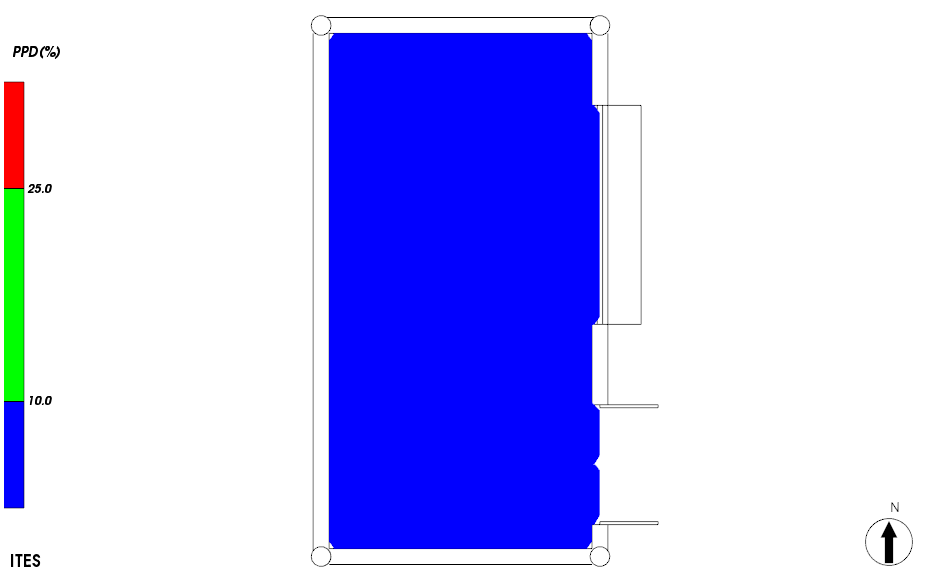 PPD(%)
25.0
10.0
N
ITES